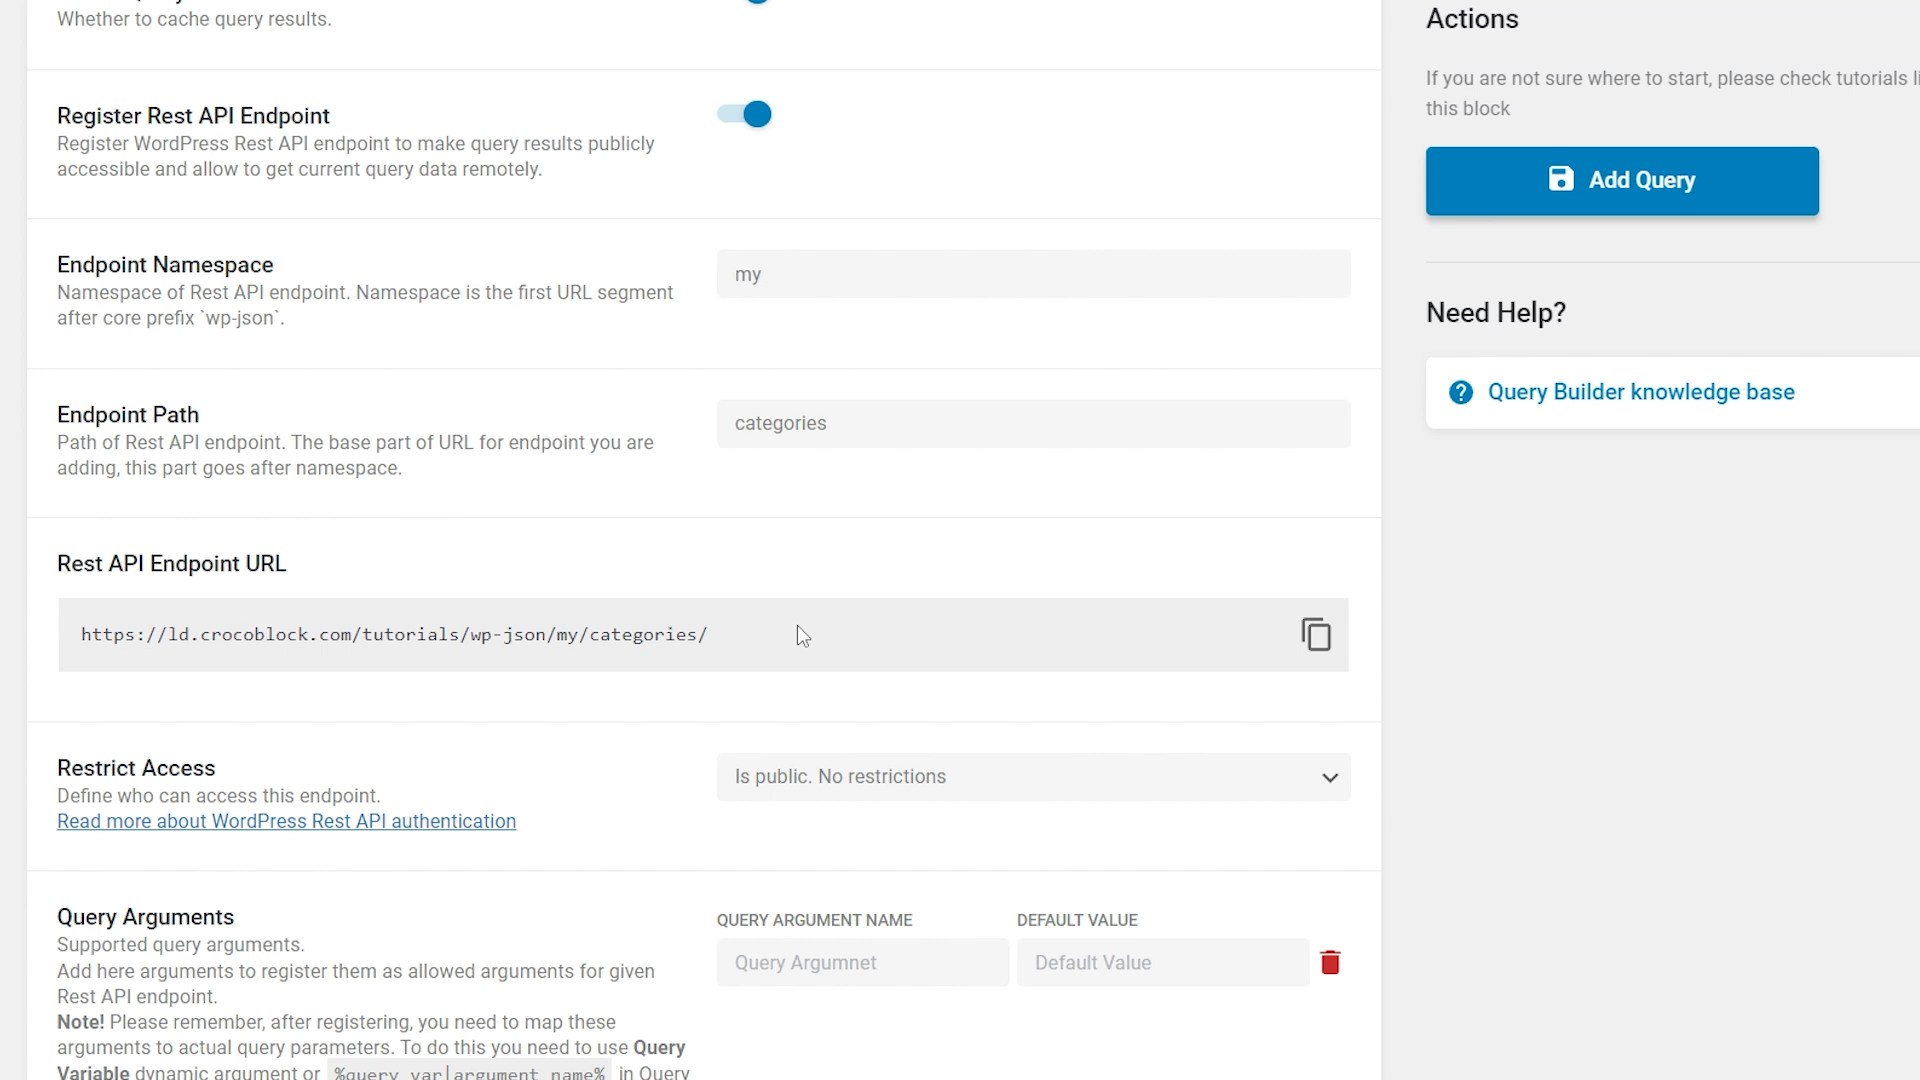 Whether to cache query results.
Register Rest API Endpoint
Register WordPress Rest API endpoint to make query results publicly
accessible and allow to get current query data remotely.
Endpoint Namespace
Namespace of Rest API endpoint. Namespace is the first URL segment
after core prefix `wp-json`.
my
Endpoint Path
Path of Rest API endpoint. The base part of URL for endpoint you are
adding, this part goes after namespace.
categories
Rest API Endpoint URL
https://ld.crocoblock.com/tutorials/wp-json/my/categories/
Restrict Access
Define who can access this endpoint.
Read more about WordPress Rest API authentication
Is public. No restrictions
Query Arguments
Supported query arguments.
Add here arguments to register them as allowed arguments for given
Rest API endpoint.
Note! Please remember, after registering, you need to map these
arguments to actual query parameters. To do this you need to use Query
Variable dynamic argument or %query_var|argument_name% in Query
QUERY ARGUMENT NAME
DEFAULT VALUE
Query Argumnet
Default Value
Actions
If you are not sure where to start, please check tutorials
this block
Add Query
Need Help?
Query Builder knowledge base